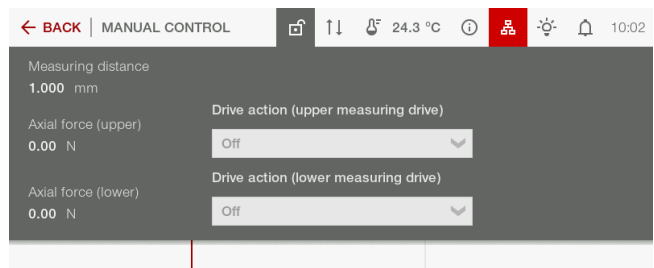 BACK | MANUAL CONTROL 24.3 °C 10:02
Measuring distance
1.000 mm
Drive action (upper measuring drive)
Axial force (upper)
0.00 N
Off
Drive action (lower measuring drive)
Axial force (lower)
0.00 N
Off